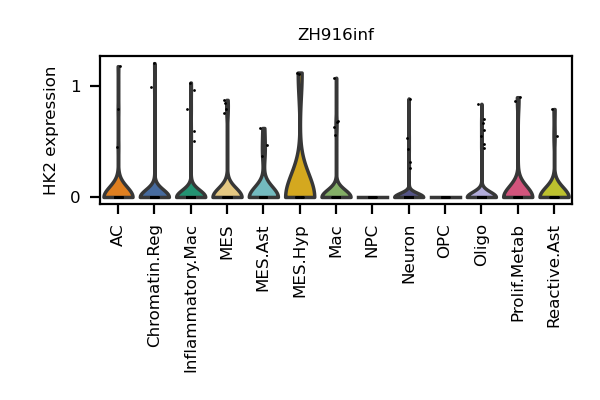 ZH916inf
HK2 expression
1
0
AC
Chromatin.Reg
Inflammatory.Mac
MES
MES.Ast
MES.Hyp
Mac
NPC
Neuron
OPC
Oligo
Prolif.Metab
Reactive.Ast